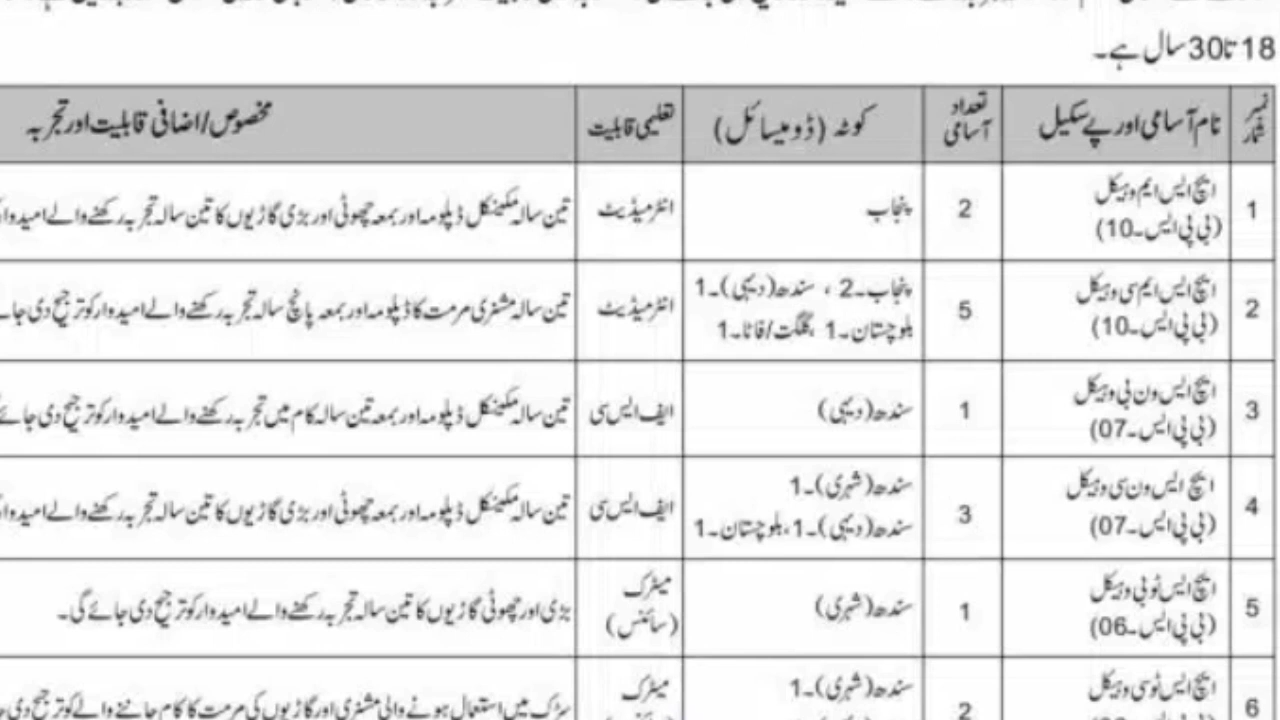 18 تا 30 سال ہے۔
نمبر شمار
نام آسامی اور پے سکیل
تعداد آسامی
کوٹہ (ڈومیسائل)
تعلیمی قابلیت
مخصوص/اضافی قابلیت اور تجربہ
1
ایچ ایس ایم وہیکل
(بی پی ایس۔10)
2
پنجاب
انٹرمیڈیٹ
تین سالہ مکینکل ڈپلومہ اور بمعہ چھوٹی اور بڑی گاڑیوں کا تین سالہ تجربہ رکھنے والے
2
ایچ ایس ایم سی وہیکل
(بی پی ایس۔10)
5
پنجاب۔2 ، سندھ(دیہی)۔1
بلوچستان۔1 ،گلگت/فاٹا۔1
انٹرمیڈیٹ
تین سالہ مشنری مرمت کا ڈپلومہ اور بمعہ پانچ سالہ تجربہ رکھنے والے امیدوار کو ترجیح دی
3
ایچ ایس ون بی وہیکل
(بی پی ایس۔07)
1
سندھ(دیہی)
ایف ایس سی
تین سالہ مکینکل ڈپلومہ اور بمعہ تین سالہ کام میں تجربہ رکھنے والے امیدوار کو ترجیح دی جائے
4
ایچ ایس ون سی وہیکل
(بی پی ایس۔07)
3
سندھ(شہری)۔1
سندھ(دیہی)۔1،بلوچستان۔1
ایف ایس سی
تین سالہ مکینکل ڈپلومہ اور بمعہ چھوٹی اور بڑی گاڑیوں کا تین سالہ تجربہ رکھنے والے
5
ایچ ایس ٹو بی وہیکل
(بی پی ایس۔06)
1
سندھ(شہری)
میٹرک
(سائنس)
بڑی اور چھوٹی گاڑیوں کا تین سالہ تجربہ رکھنے والے امیدوار کو ترجیح دی جائے گی۔
6
ایچ ایس ٹو سی وہیکل
2
سندھ(شہری)۔1
میٹرک
سڑک میں استعمال ہونے والی مشنری اور گاڑیوں کی مرمت کا کام جاننے والے کو ترجیح دی